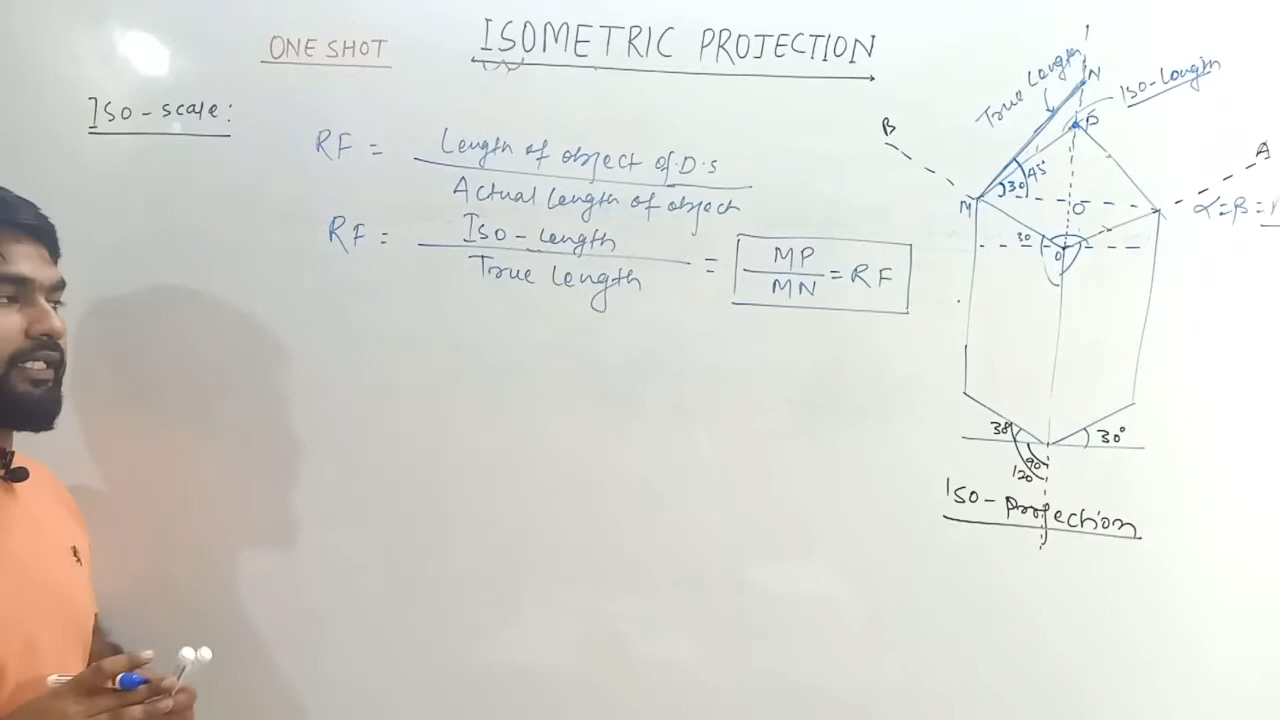 ONE SHOT
ISOMETRIC PROJECTION
Iso-scale:
RF = Length of object of.D.s
Actual Length of object
RF = Iso-Length
True Length
= MP
MN
= RF
True Length
N
Iso-Length
P
B
A
30
45°
M
O
α=β=
30
O
30
30°
90
120
Iso-Projection